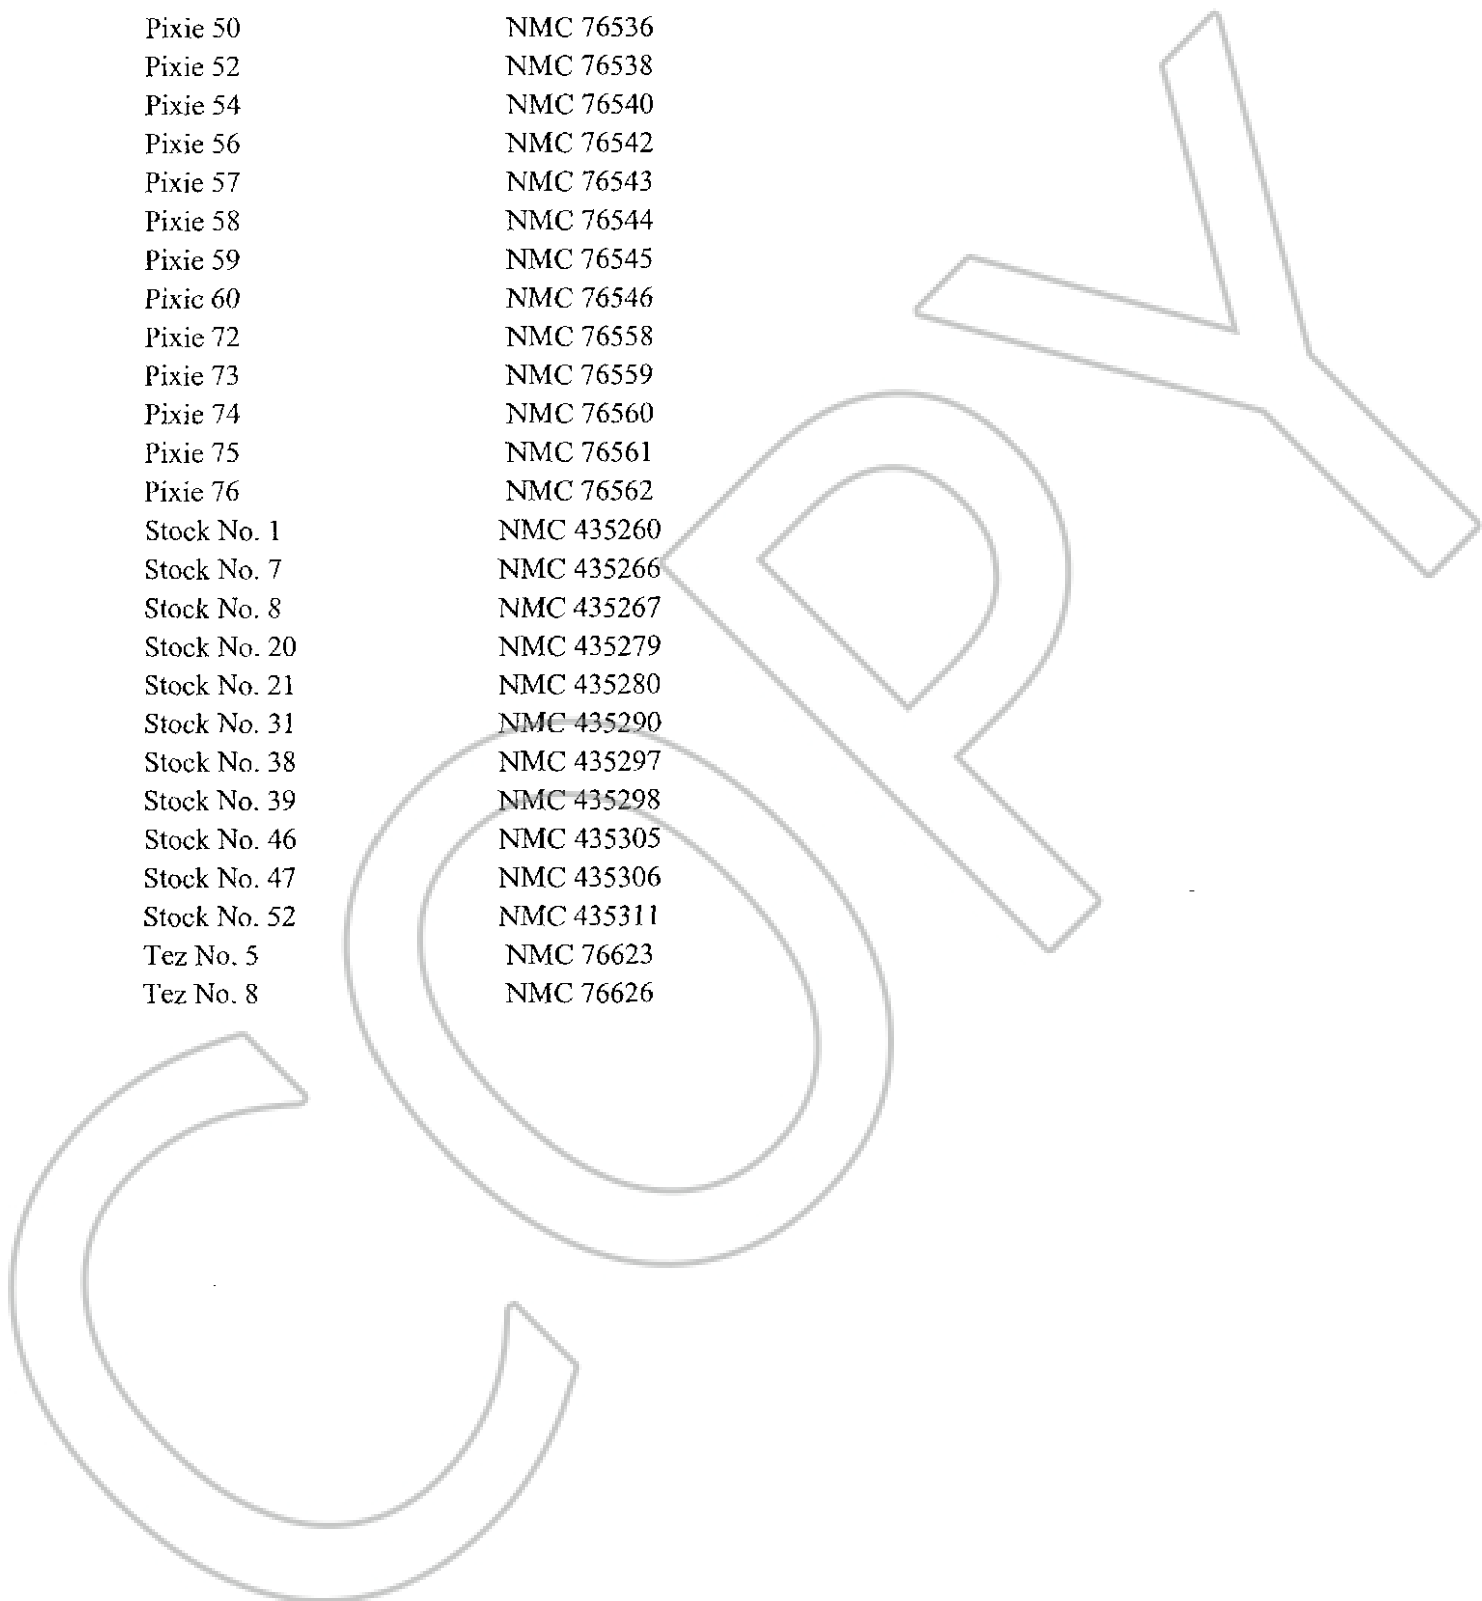 Pixie 50 NMC 76536
Pixie 52 NMC 76538
Pixie 54 NMC 76540
Pixie 56 NMC 76542
Pixie 57 NMC 76543
Pixie 58 NMC 76544
Pixie 59 NMC 76545
Pixie 60 NMC 76546
Pixie 72 NMC 76558
Pixie 73 NMC 76559
Pixie 74 NMC 76560
Pixie 75 NMC 76561
Pixie 76 NMC 76562
Stock No. 1 NMC 435260
Stock No. 7 NMC 435266
Stock No. 8 NMC 435267
Stock No. 20 NMC 435279
Stock No. 21 NMC 435280
Stock No. 31 NMC 435290
Stock No. 38 NMC 435297
Stock No. 39 NMC 435298
Stock No. 46 NMC 435305
Stock No. 47 NMC 435306
Stock No. 52 NMC 435311
Tez No. 5 NMC 76623
Tez No. 8 NMC 76626
COPY